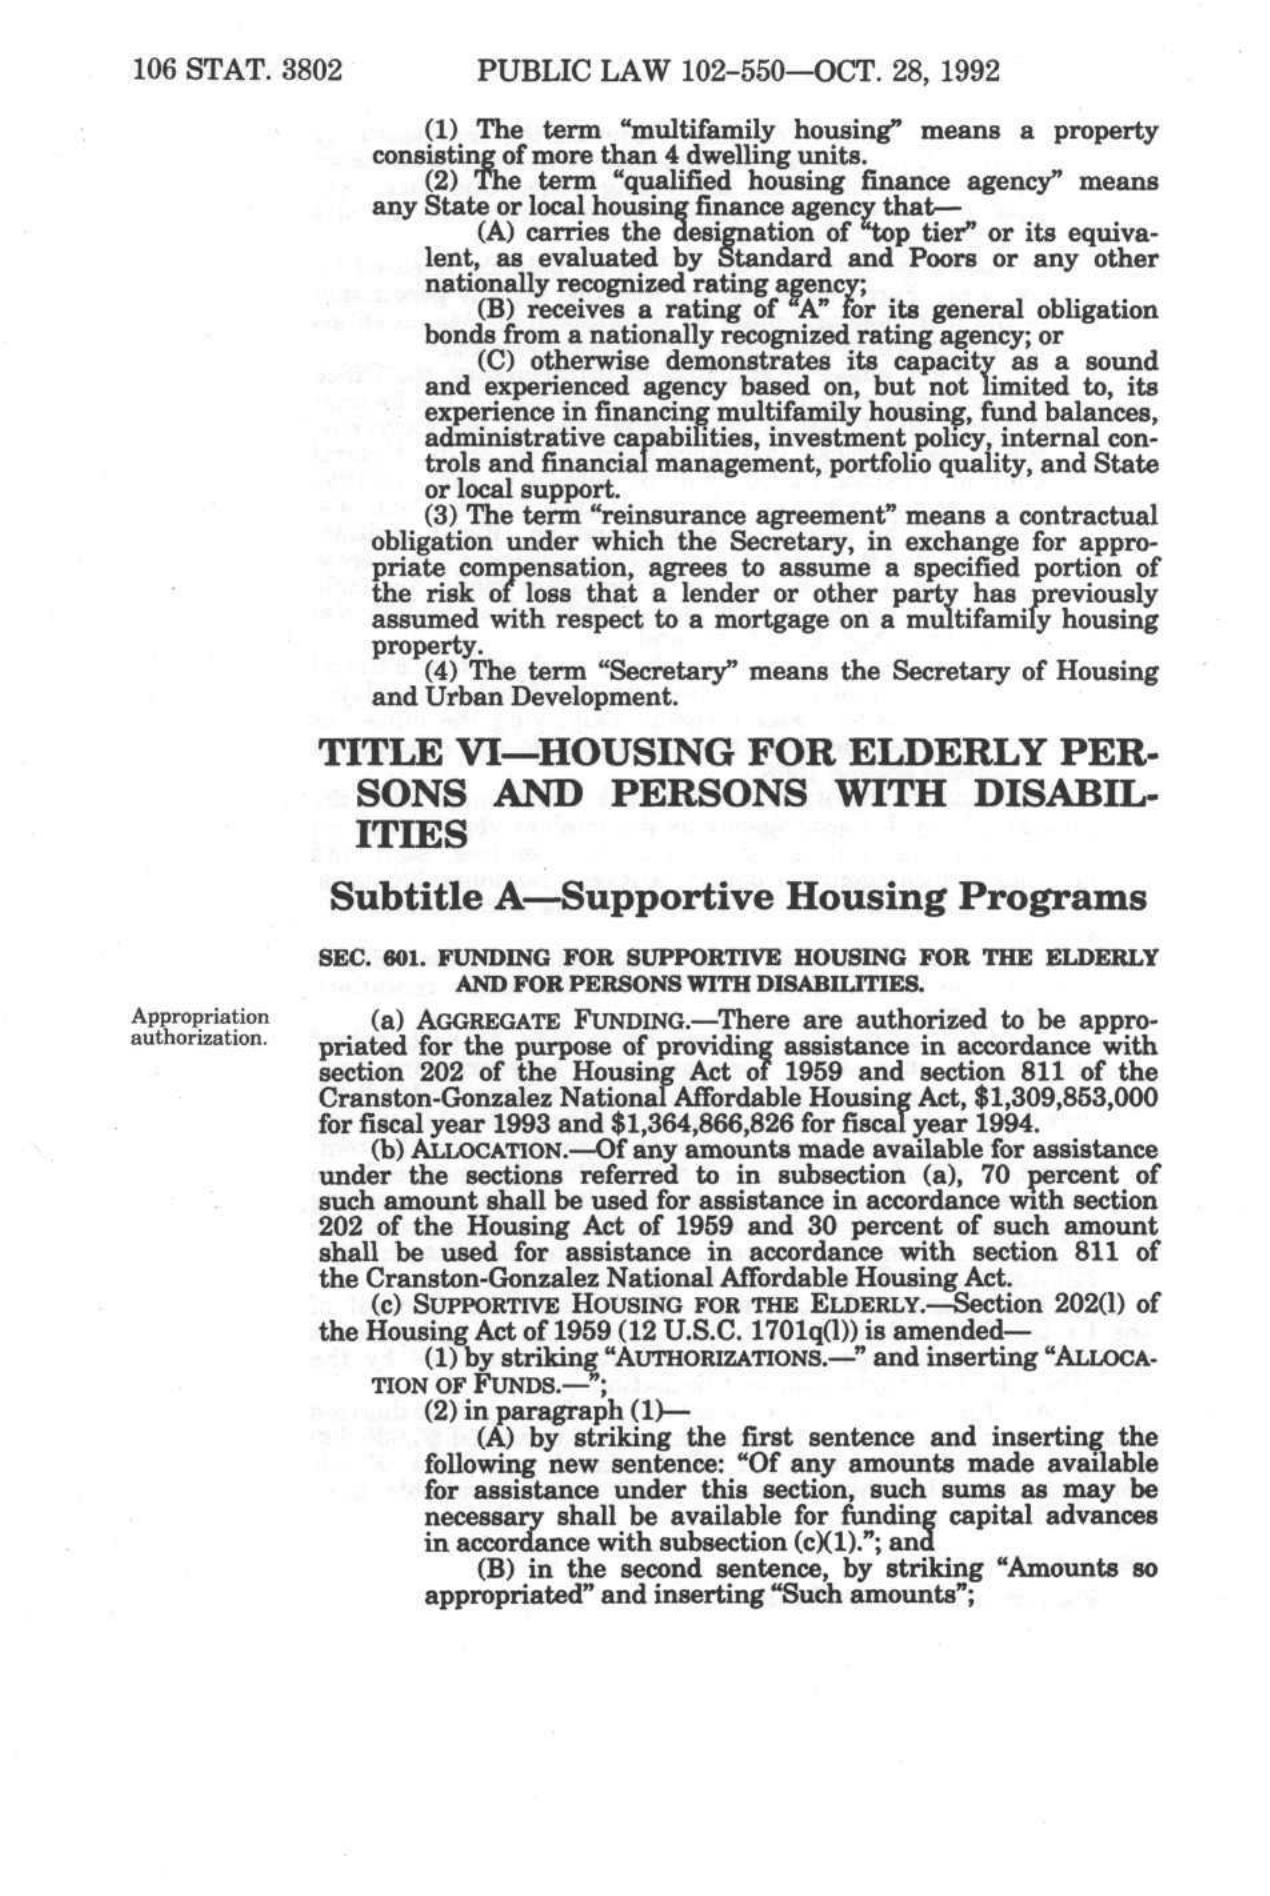 106 STAT. 3802 PUBLIC LAW 102-550—OCT. 28, 1992
(1) The term “multifamily housing” means a property
consisting of more than 4 dwelling units.
(2) The term “qualified housing finance agency” means
any State or local housing finance agency that—
(A) carries the designation of “top tier” or its equiva-
lent, as evaluated by Standard and Poors or any other
nationally recognized rating agency;
(B) receives a rating of “A” for its general obligation
bonds from a nationally recognized rating agency; or
(C) otherwise demonstrates its capacity as a sound
and experienced agency based on, but not limited to, its
experience in financing multifamily housing, fund balances,
administrative capabilities, investment policy, internal con-
trols and financial management, portfolio quality, and State
or local support.
(3) The term “reinsurance agreement” means a contractual
obligation under which the Secretary, in exchange for appro-
priate compensation, agrees to assume a specified portion of
the risk of loss that a lender or other party has previously
assumed with respect to a mortgage on a multifamily housing
property.
(4) The term “Secretary” means the Secretary of Housing
and Urban Development.
TITLE VI—HOUSING FOR ELDERLY PER-
SONS AND PERSONS WITH DISABIL-
ITIES
Subtitle A—Supportive Housing Programs
SEC. 601. FUNDING FOR SUPPORTIVE HOUSING FOR THE ELDERLY
AND FOR PERSONS WITH DISABILITIES.
Appropriation
authorization.
(a) AGGREGATE FUNDING.—There are authorized to be appro-
priated for the purpose of providing assistance in accordance with
section 202 of the Housing Act of 1959 and section 811 of the
Cranston-Gonzalez National Affordable Housing Act, $1,309,853,000
for fiscal year 1993 and $1,364,866,826 for fiscal year 1994.
(b) ALLOCATION.—Of any amounts made available for assistance
under the sections referred to in subsection (a), 70 percent of
such amount shall be used for assistance in accordance with section
202 of the Housing Act of 1959 and 30 percent of such amount
shall be used for assistance in accordance with section 811 of
the Cranston-Gonzalez National Affordable Housing Act.
(c) SUPPORTIVE HOUSING FOR THE ELDERLY.—Section 202(l) of
the Housing Act of 1959 (12 U.S.C. 1701q(l)) is amended—
(1) by striking “AUTHORIZATIONS.—” and inserting “ALLOCA-
TION OF FUNDS.—”;
(2) in paragraph (1)—
(A) by striking the first sentence and inserting the
following new sentence: “Of any amounts made available
for assistance under this section, such sums as may be
necessary shall be available for funding capital advances
in accordance with subsection (c)(1).”; and
(B) in the second sentence, by striking “Amounts so
appropriated” and inserting “Such amounts”;